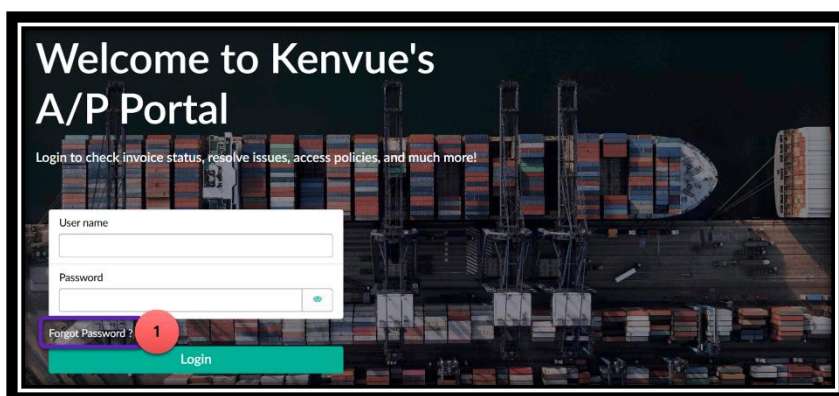 Welcome to Kenvue's
A/P Portal
Login to check invoice status, resolve issues, access policies, and much more!
User name
Password
Forgot Password ?
1
Login